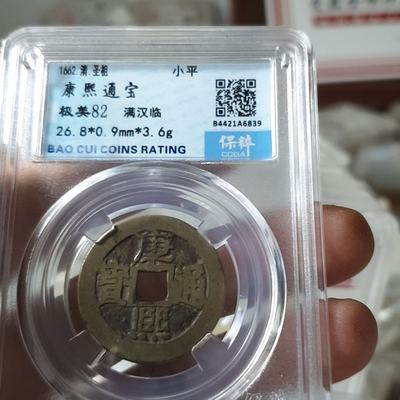 1662.清.圣祖 小平
康熙通宝
极美82 满汉临
26.8*0.9mm*3.6g
BAO CUI COINS RATING
B4421A6839
保粹
CCGA
康熙通寶